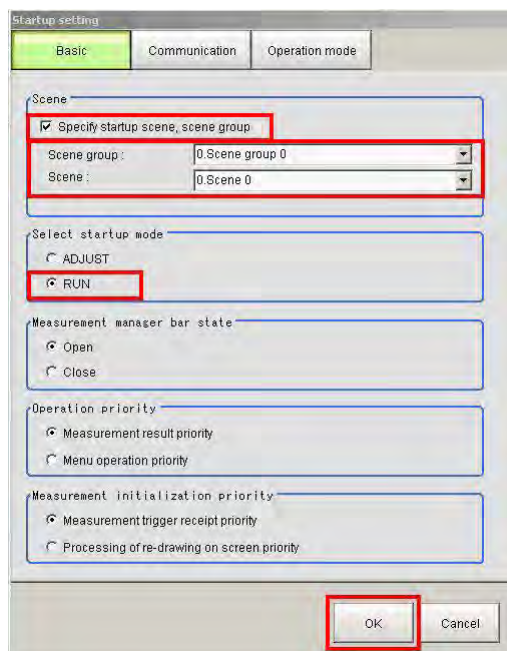 Startup setting
Basic Communication Operation mode
Scene
Specify startup scene, scene group
Scene group : 0.Scene group 0
Scene : 0.Scene 0
Select startup mode
ADJUST
RUN
Measurement manager bar state
Open
Close
Operation priority
Measurement result priority
Menu operation priority
Measurement initialization priority
Measurement trigger receipt priority
Processing of re-drawing on screen priority
OK Cancel